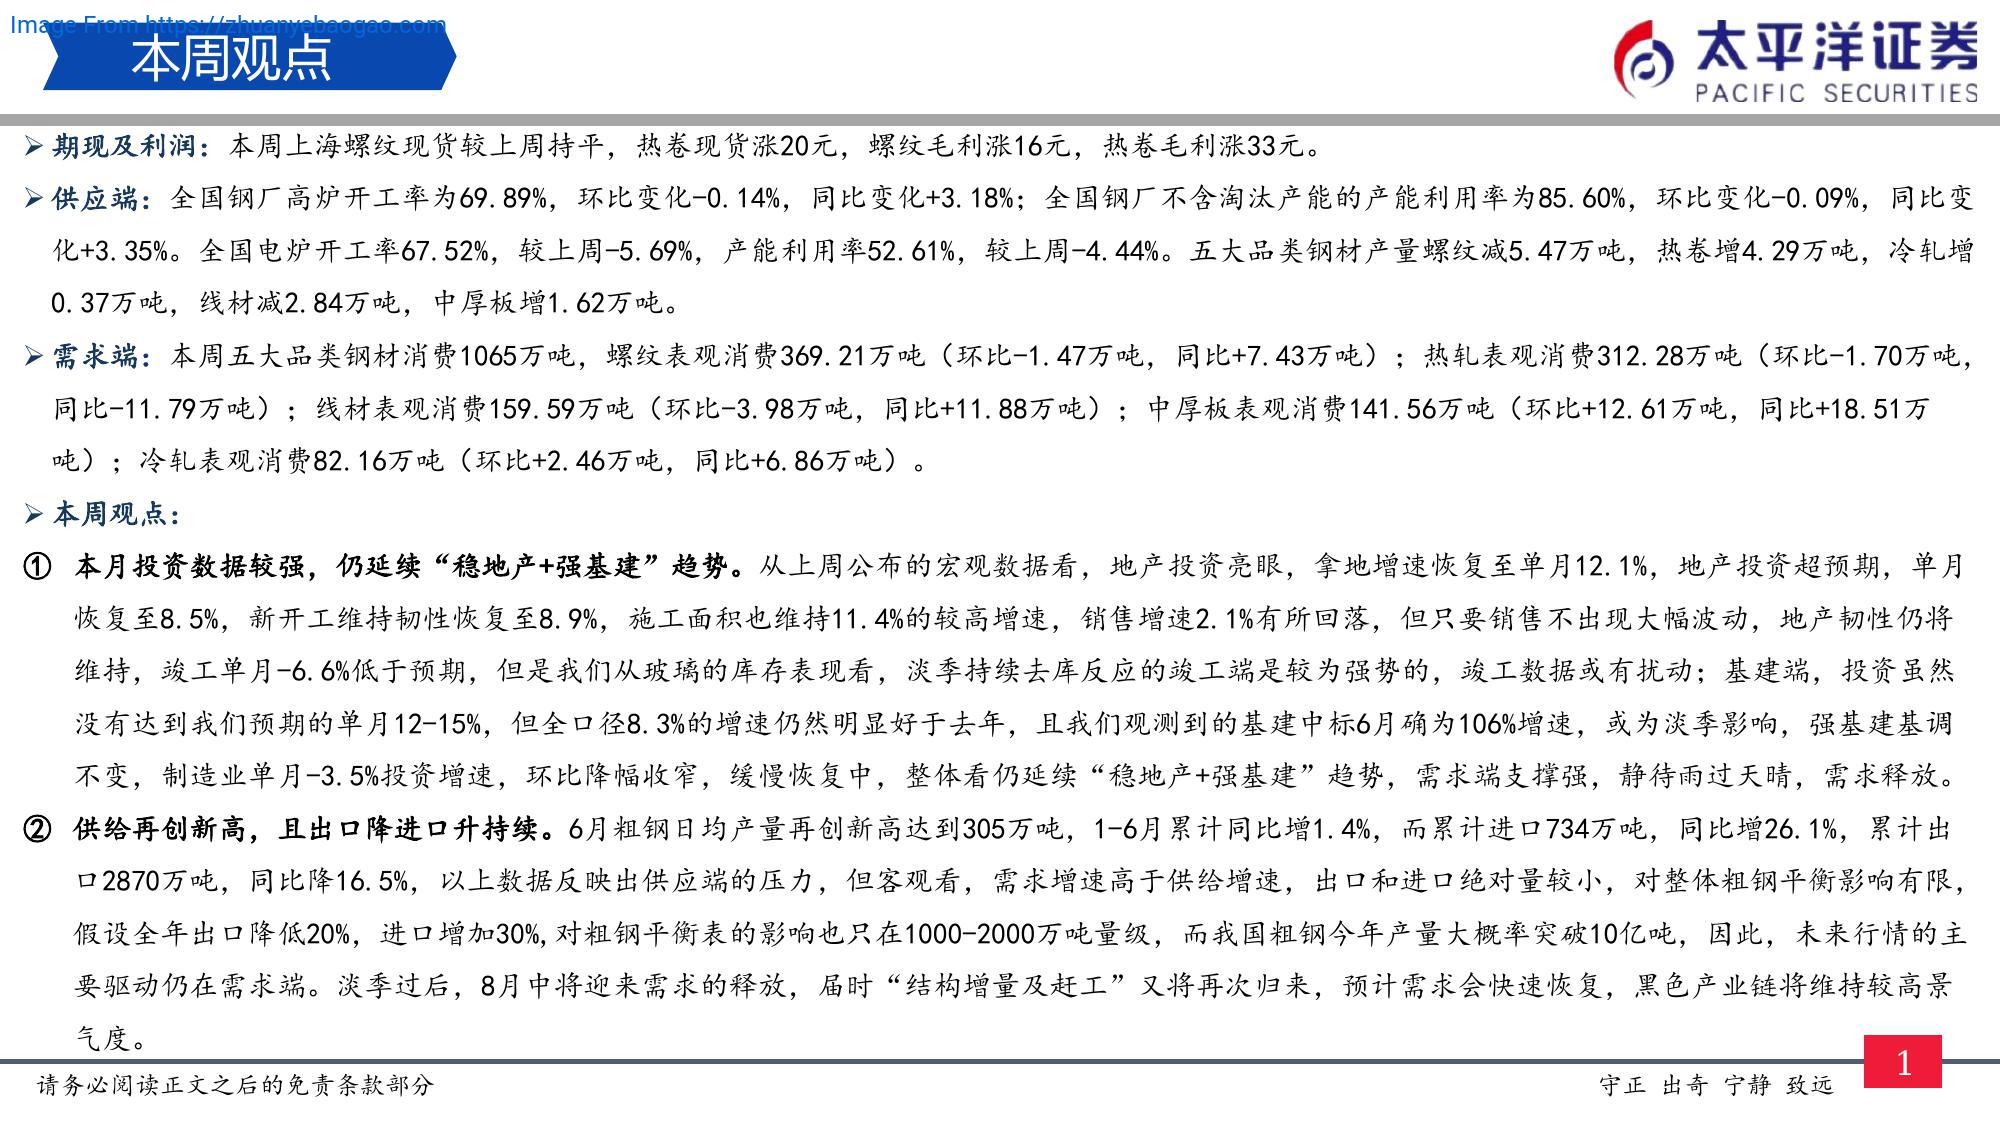 Image From https://zhuanyebaogao.com
本周观点
太平洋证券
PACIFIC SECURITIES
➢ 期现及利润：本周上海螺纹现货较上周持平，热卷现货涨20元，螺纹毛利涨16元，热卷毛利涨33元。
➢ 供应端：全国钢厂高炉开工率为69.89%，环比变化-0.14%，同比变化+3.18%；全国钢厂不含淘汰产能的产能利用率为85.60%，环比变化-0.09%，同比变
化+3.35%。全国电炉开工率67.52%，较上周-5.69%，产能利用率52.61%，较上周-4.44%。五大品类钢材产量螺纹减5.47万吨，热卷增4.29万吨，冷轧增
0.37万吨，线材减2.84万吨，中厚板增1.62万吨。
➢ 需求端：本周五大品类钢材消费1065万吨，螺纹表观消费369.21万吨（环比-1.47万吨，同比+7.43万吨）；热轧表观消费312.28万吨（环比-1.70万吨，
同比-11.79万吨）；线材表观消费159.59万吨（环比-3.98万吨，同比+11.88万吨）；中厚板表观消费141.56万吨（环比+12.61万吨，同比+18.51万
吨）；冷轧表观消费82.16万吨（环比+2.46万吨，同比+6.86万吨）。
➢ 本周观点：
① 本月投资数据较强，仍延续“稳地产+强基建”趋势。从上周公布的宏观数据看，地产投资亮眼，拿地增速恢复至单月12.1%，地产投资超预期，单月
恢复至8.5%，新开工维持韧性恢复至8.9%，施工面积也维持11.4%的较高增速，销售增速2.1%有所回落，但只要销售不出现大幅波动，地产韧性仍将
维持，竣工单月-6.6%低于预期，但是我们从玻璃的库存表现看，淡季持续去库反应的竣工端是较为强势的，竣工数据或有扰动；基建端，投资虽然
没有达到我们预期的单月12-15%，但全口径8.3%的增速仍然明显好于去年，且我们观测到的基建中标6月确为106%增速，或为淡季影响，强基建基调
不变，制造业单月-3.5%投资增速，环比降幅收窄，缓慢恢复中，整体看仍延续“稳地产+强基建”趋势，需求端支撑强，静待雨过天晴，需求释放。
② 供给再创新高，且出口降进口升持续。6月粗钢日均产量再创新高达到305万吨，1-6月累计同比增1.4%，而累计进口734万吨，同比增26.1%，累计出
口2870万吨，同比降16.5%，以上数据反映出供应端的压力，但客观看，需求增速高于供给增速，出口和进口绝对量较小，对整体粗钢平衡影响有限，
假设全年出口降低20%，进口增加30%,对粗钢平衡表的影响也只在1000-2000万吨量级，而我国粗钢今年产量大概率突破10亿吨，因此，未来行情的主
要驱动仍在需求端。淡季过后，8月中将迎来需求的释放，届时“结构增量及赶工”又将再次归来，预计需求会快速恢复，黑色产业链将维持较高景
气度。
请务必阅读正文之后的免责条款部分
守正 出奇 宁静 致远
1